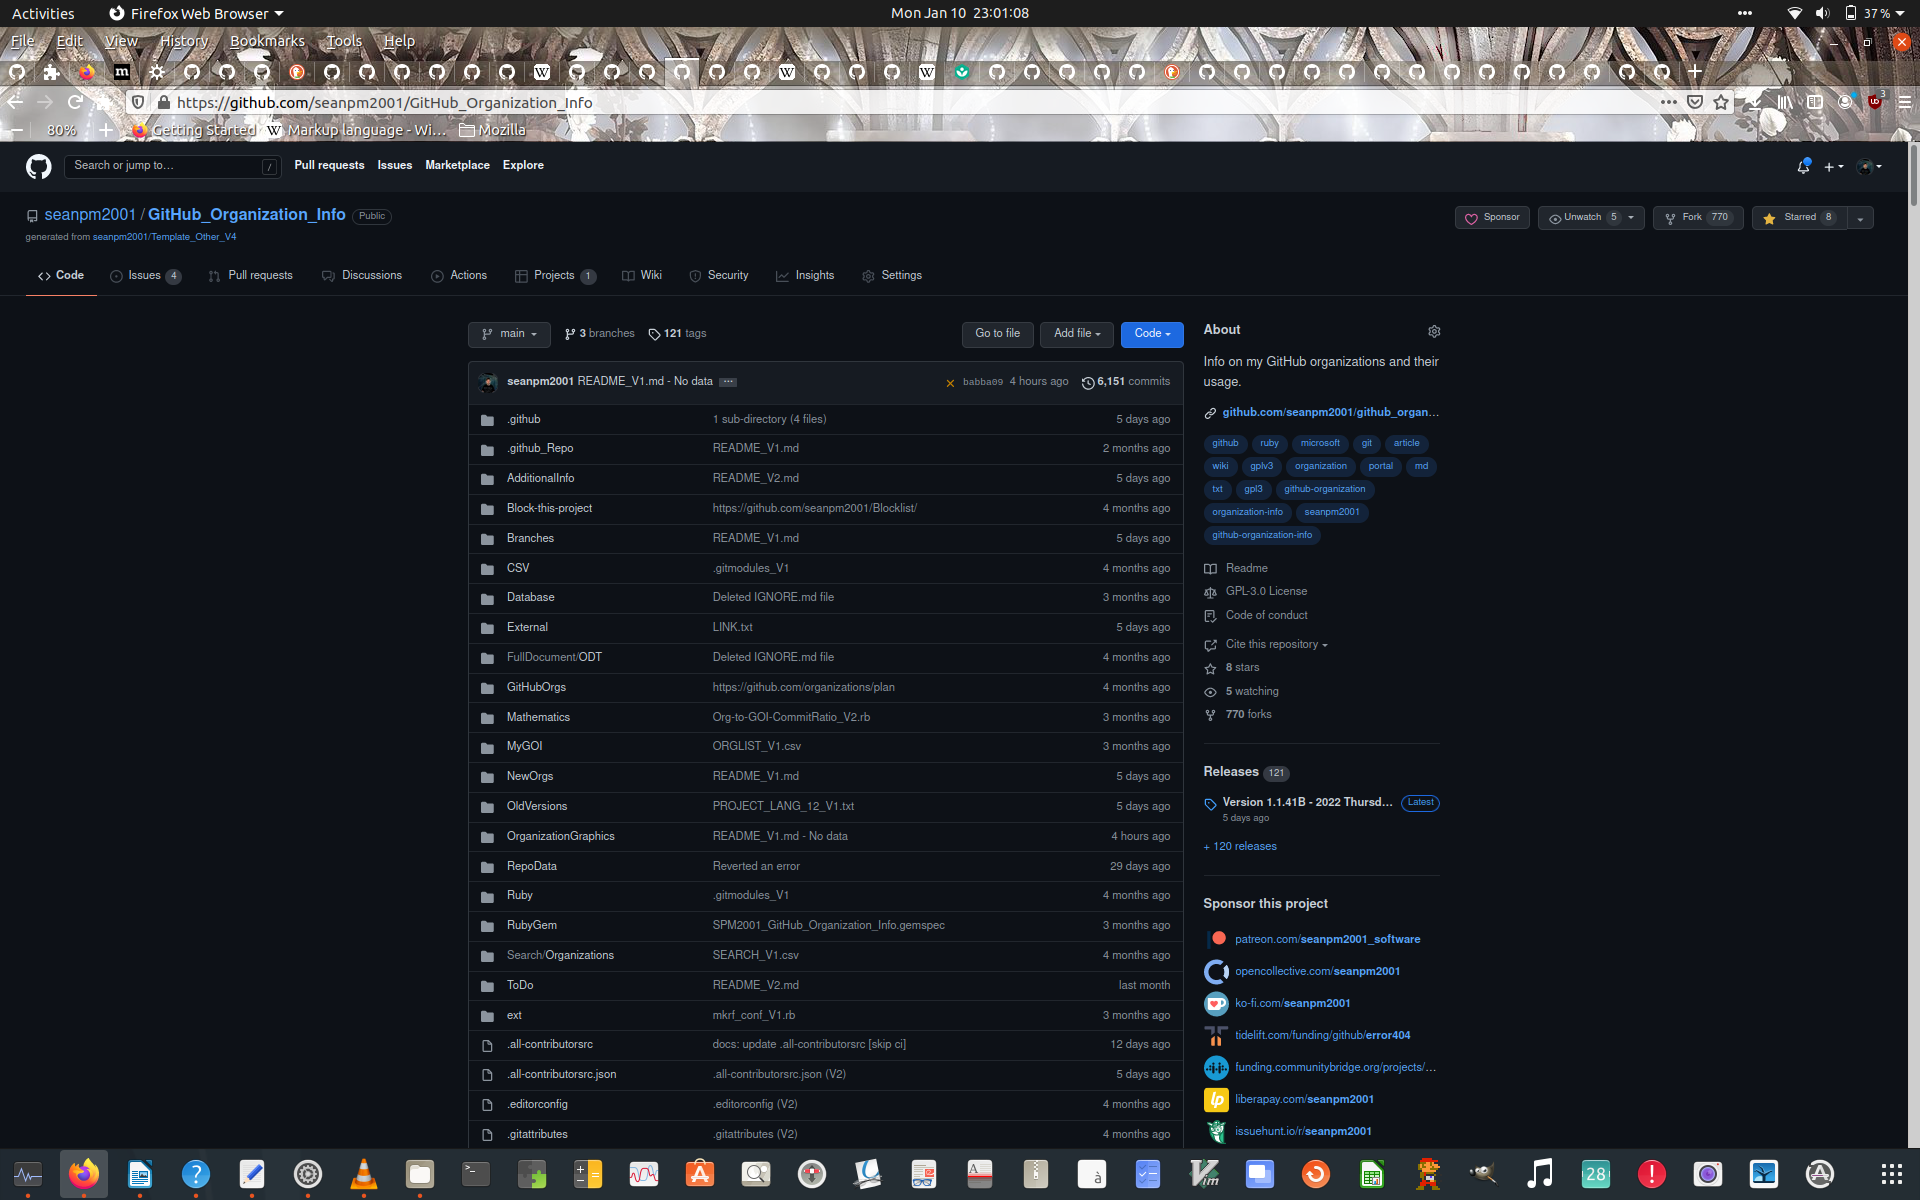 Activities Firefox Web Browser Mon Jan 10 23:01:08 37 %
File Edit View History Bookmarks Tools Help
https://github.com/seanpm2001/GitHub_Organization_Info 3
80% Getting Started Markup language - Wi… Mozilla
Search or jump to… / Pull requests Issues Marketplace Explore
seanpm2001 / GitHub_Organization_Info Public Sponsor Unwatch 5 Fork 770 Starred 8
generated from seanpm2001/Template_Other_V4
Code Issues 4 Pull requests Discussions Actions Projects 1 Wiki Security Insights Settings
main 3 branches 121 tags Go to file Add file Code
seanpm2001 README_V1.md - No data … babba09 4 hours ago 6,151 commits
.github 1 sub-directory (4 files) 5 days ago
.github_Repo README_V1.md 2 months ago
AdditionalInfo README_V2.md 5 days ago
Block-this-project https://github.com/seanpm2001/Blocklist/ 4 months ago
Branches README_V1.md 5 days ago
CSV .gitmodules_V1 4 months ago
Database Deleted IGNORE.md file 3 months ago
External LINK.txt 5 days ago
FullDocument/ODT Deleted IGNORE.md file 4 months ago
GitHubOrgs https://github.com/organizations/plan 4 months ago
Mathematics Org-to-GOI-CommitRatio_V2.rb 3 months ago
MyGOI ORGLIST_V1.csv 3 months ago
NewOrgs README_V1.md 5 days ago
OldVersions PROJECT_LANG_12_V1.txt 5 days ago
OrganizationGraphics README_V1.md - No data 4 hours ago
RepoData Reverted an error 29 days ago
Ruby .gitmodules_V1 4 months ago
RubyGem SPM2001_GitHub_Organization_Info.gemspec 3 months ago
Search/Organizations SEARCH_V1.csv 4 months ago
ToDo README_V2.md last month
ext mkrf_conf_V1.rb 3 months ago
.all-contributorsrc docs: update .all-contributorsrc [skip ci] 12 days ago
.all-contributorsrc.json .all-contributorsrc.json (V2) 5 days ago
.editorconfig .editorconfig (V2) 4 months ago
.gitattributes .gitattributes (V2) 4 months ago
About
Info on my GitHub organizations and their
usage.
github.com/seanpm2001/github_organ…
github ruby microsoft git article
wiki gplv3 organization portal md
txt gpl3 github-organization
organization-info seanpm2001
github-organization-info
Readme
GPL-3.0 License
Code of conduct
Cite this repository
8 stars
5 watching
770 forks
Releases 121
Version 1.1.41B - 2022 Thursd… Latest
5 days ago
+ 120 releases
Sponsor this project
patreon.com/seanpm2001_software
opencollective.com/seanpm2001
ko-fi.com/seanpm2001
tidelift.com/funding/github/error404
funding.communitybridge.org/projects/…
liberapay.com/seanpm2001
issuehunt.io/r/seanpm2001
28